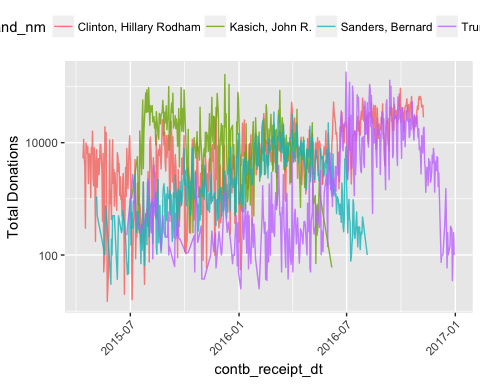 and_nm Clinton, Hillary Rodham Kasich, John R. Sanders, Bernard Tru
Total Donations
10000
100
2015-07 2016-01 2016-07 2017-01
contb_receipt_dt